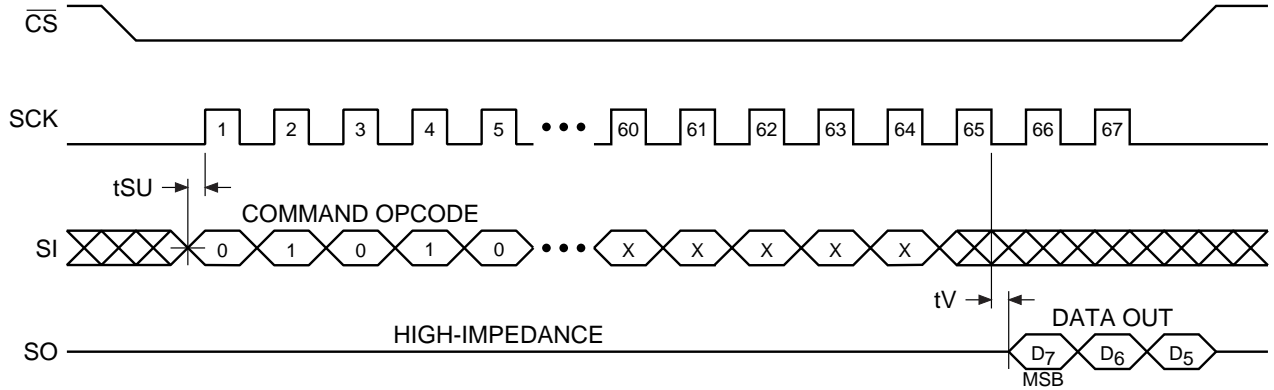 CS
SCK 1 2 3 4 5 ••• 60 61 62 63 64 65 66 67
tSU
COMMAND OPCODE
SI 0 1 0 1 0 ••• X X X X X
tV
HIGH-IMPEDANCE DATA OUT
SO D7 D6 D5
MSB